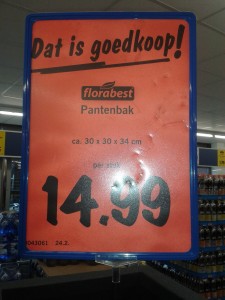 Dat is goedkoop!
florabest
Pantenbak
ca. 30 x 30 x 34 cm
per stuk
14.99